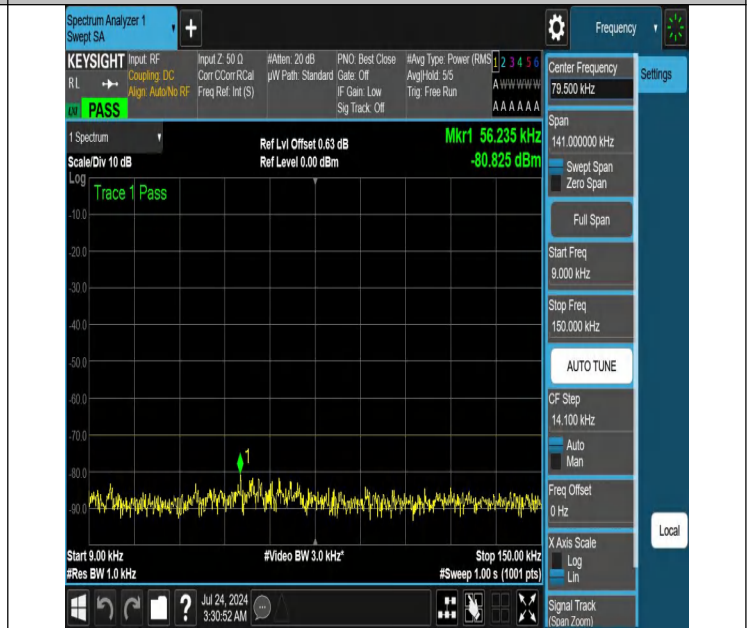 Spectrum Analyzer 1
Swept SA
+
Frequency
KEYSIGHT
RL
PASS
Input: RF
Coupling: DC
Align: Auto/No RF
Input Z: 50 Ω
Corr CCorr RCal
Freq Ref: Int (S)
#Atten: 20 dB
µW Path: Standard
PNO: Best Close
Gate: Off
IF Gain: Low
Sig Track: Off
#Avg Type: Power (RMS
Avg|Hold: 5/5
Trig: Free Run
1 2 3 4 5 6
A W W W W W
A A A A A A
1 Spectrum
Scale/Div 10 dB
Ref Lvl Offset 0.63 dB
Ref Level 0.00 dBm
Mkr1 56.235 kHz
-80.825 dBm
Log
Trace 1 Pass
-10.0
-20.0
-30.0
-40.0
-50.0
-60.0
-70.0
-80.0
-90.0
1
Start 9.00 kHz
#Res BW 1.0 kHz
#Video BW 3.0 kHz*
Stop 150.00 kHz
#Sweep 1.00 s (1001 pts)
?
Jul 24, 2024
3:30:52 AM
Center Frequency
79.500 kHz
Settings
Span
141.000000 kHz
Swept Span
Zero Span
Full Span
Start Freq
9.000 kHz
Stop Freq
150.000 kHz
AUTO TUNE
CF Step
14.100 kHz
Auto
Man
Freq Offset
0 Hz
X Axis Scale
Log
Lin
Local
Signal Track
(Span Zoom)